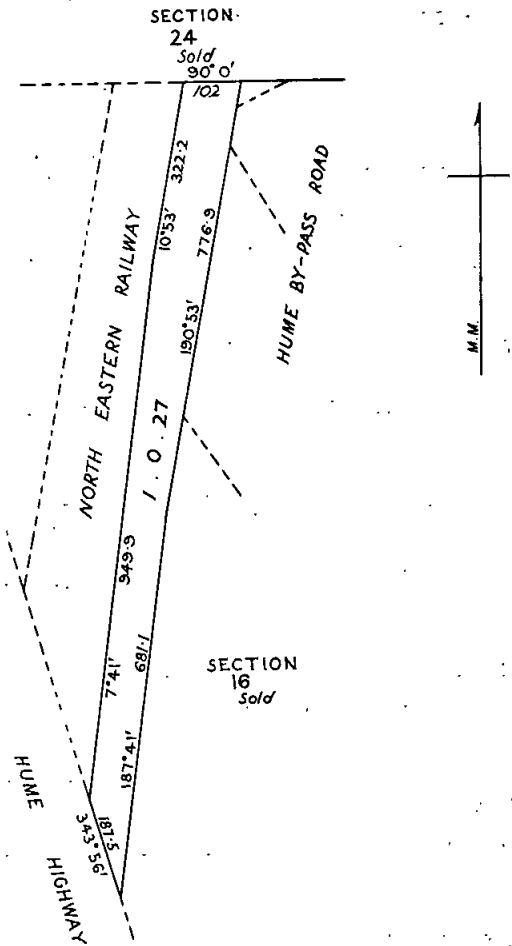 SECTION
24
Sold
90° 0'
102
322·2
10°53'
776·9
190°53'
NORTH EASTERN RAILWAY
HUME BY-PASS ROAD
M.M.
1 . 0 . 27
949·9
7°41'
681·1
187°41'
SECTION
16
Sold
187·5
343°56'
HUME HIGHWAY